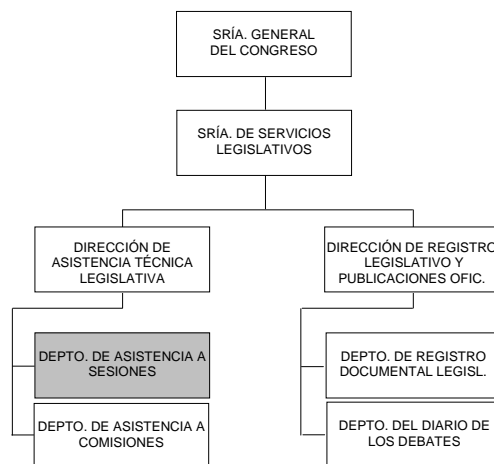 SRÍA. GENERAL
DEL CONGRESO
SRÍA. DE SERVICIOS
LEGISLATIVOS
DIRECCIÓN DE
ASISTENCIA TÉCNICA
LEGISLATIVA
DIRECCIÓN DE REGISTRO
LEGISLATIVO Y
PUBLICACIONES OFIC.
DEPTO. DE ASISTENCIA A
SESIONES
DEPTO. DE REGISTRO
DOCUMENTAL LEGISL.
DEPTO. DE ASISTENCIA A
COMISIONES
DEPTO. DEL DIARIO DE
LOS DEBATES